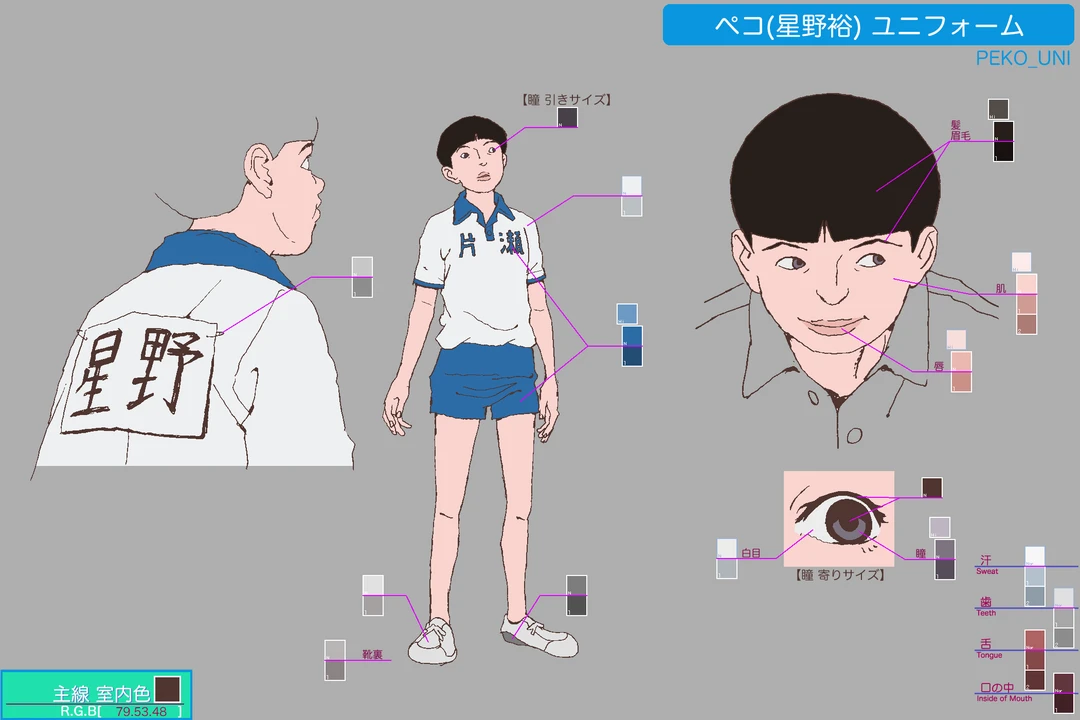 ペコ(星野裕) ユニフォーム
PEKO_UNI
【瞳 引きサイズ】
髪
眉毛
片 瀬
肌
星野
唇
白目
瞳
【瞳 寄りサイズ】
汗
Sweat
歯
Teeth
舌
Tongue
口の中
Inside of Mouth
靴裏
主線 室内色
R.G.B[ 79.53.48 ]